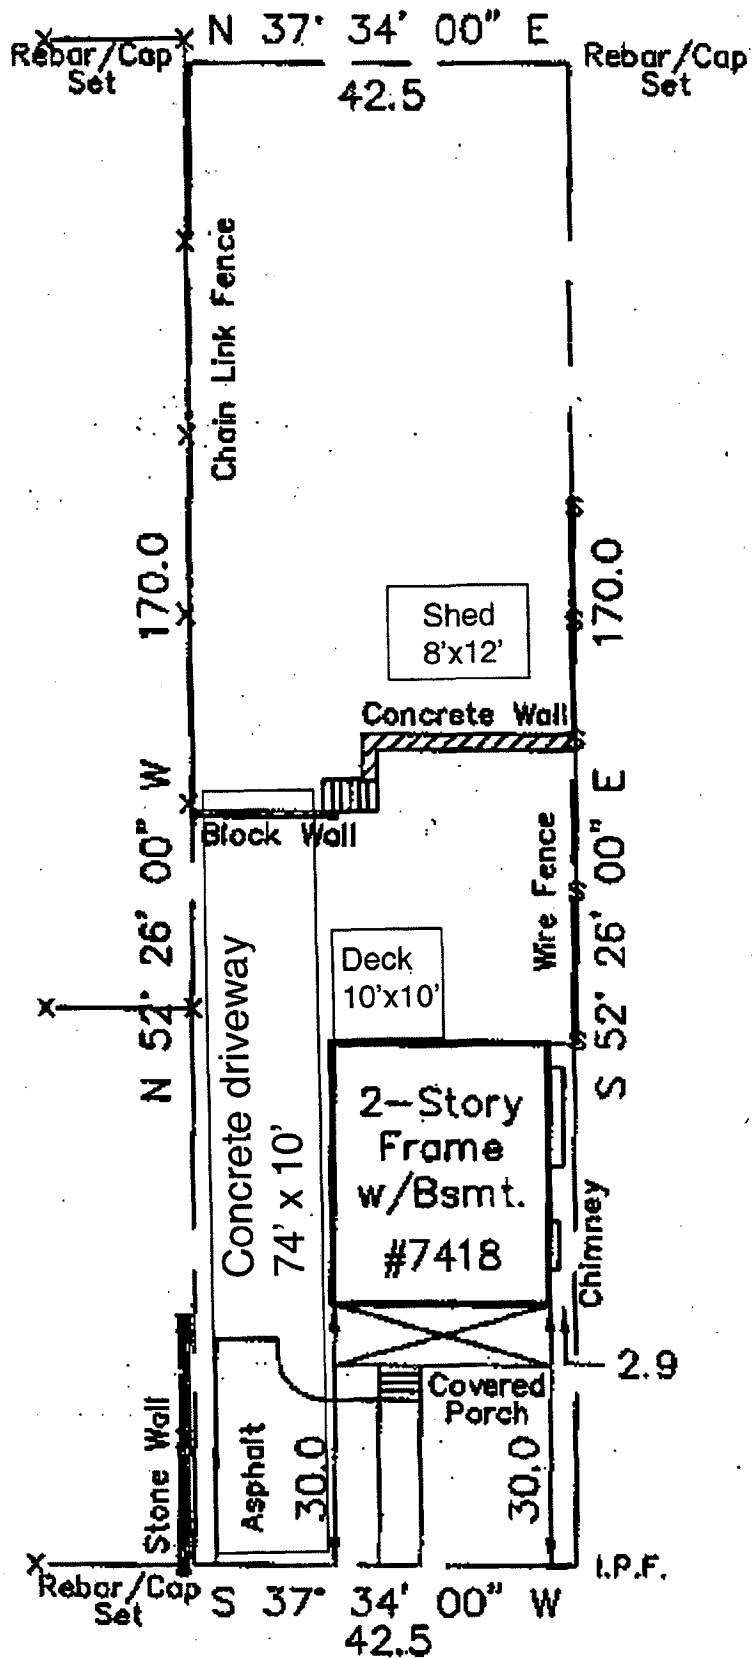 N 37° 34' 00" E
Rebar/Cap
Set
Rebar/Cap
Set
42.5
Chain Link Fence
170.0
170.0
Shed
8'x12'
Concrete Wall
Block Wall
N 52° 26' 00" W
S 52° 26' 00" E
Wire Fence
Deck
10'x10'
Concrete driveway
74' x 10'
2-Story
Frame
w/Bsmt.
#7418
Chimney
2.9
Covered
Porch
Stone Wall
Asphalt
30.0
30.0
I.P.F.
Rebar/Cap
Set
S 37° 34' 00" W
42.5